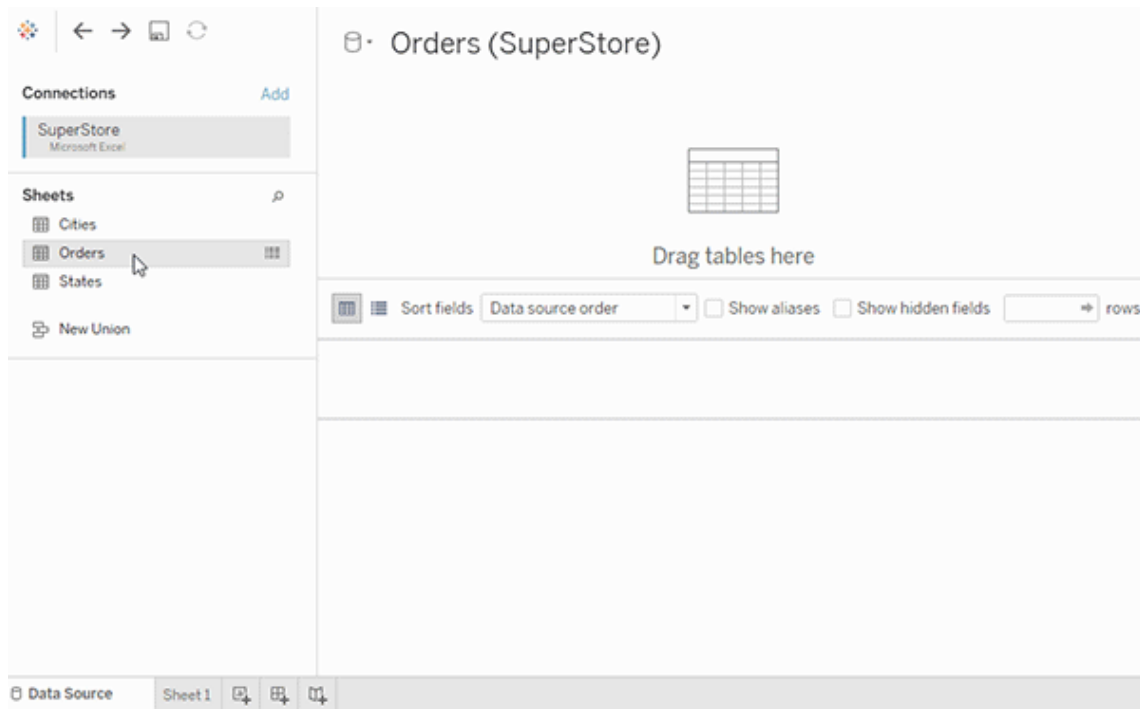 Orders (SuperStore)
Connections Add
SuperStore
Microsoft Excel
Sheets
Cities
Orders
States
New Union
Drag tables here
Sort fields Data source order Show aliases Show hidden fields rows
Data Source Sheet 1